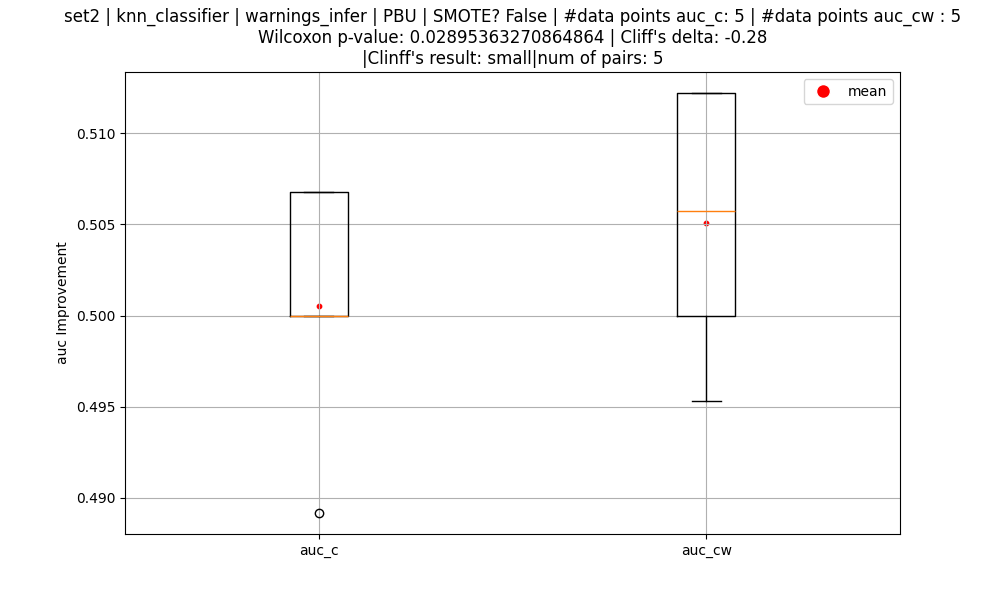 set2 | knn_classifier | warnings_infer | PBU | SMOTE? False | #data points auc_c: 5 | #data points auc_cw : 5
Wilcoxon p-value: 0.02895363270864864 | Cliff's delta: -0.28
|Clinff's result: small|num of pairs: 5
mean
0.510
0.505
0.500
0.495
0.490
auc Improvement
auc_c
auc_cw